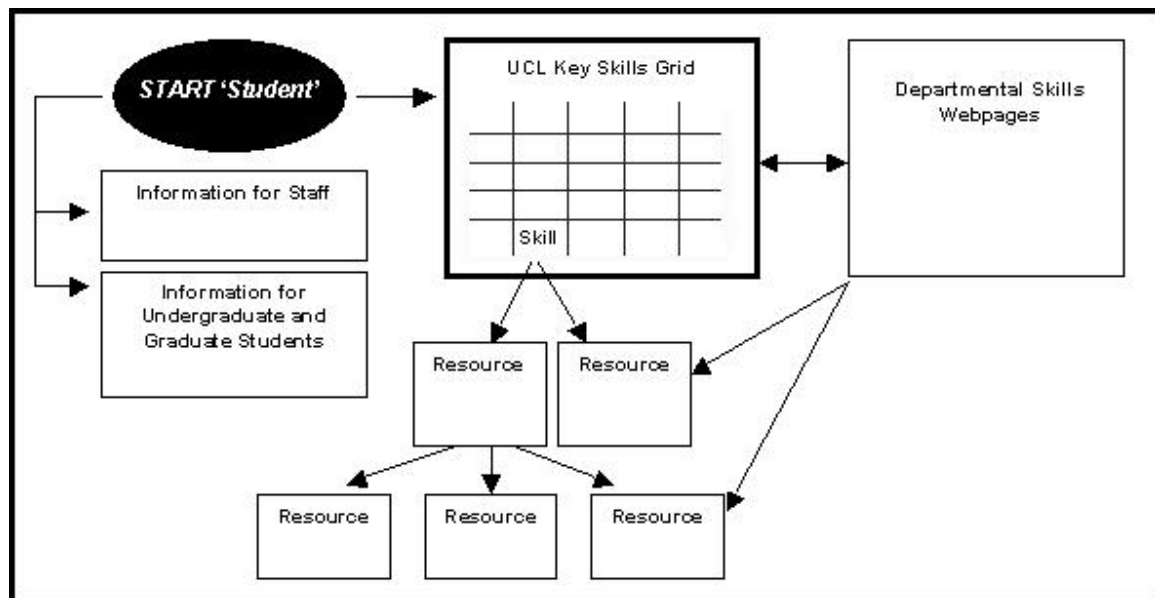 START 'Student'
UCL Key Skills Grid
Departmental Skills
Webpages
Information for Staff
Skill
Information for
Undergraduate and
Graduate Students
Resource
Resource
Resource
Resource
Resource